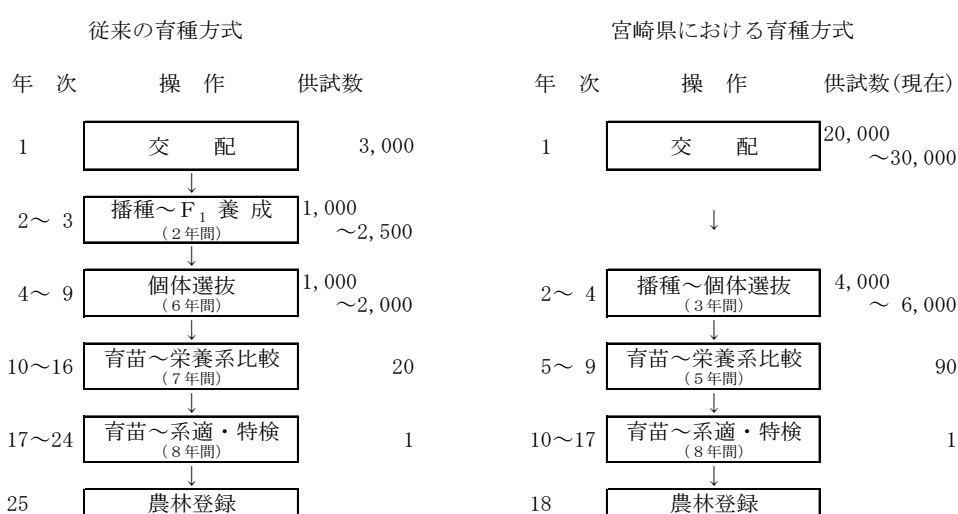 従来の育種方式
年 次 操 作 供試数
1 交 配 3,000
↓
2～ 3 播種～F₁ 養 成 1,000
(2年間) ～2,500
↓
4～ 9 個体選抜 1,000
(6年間) ～2,000
↓
10～16 育苗～栄養系比較 20
(7年間)
↓
17～24 育苗～系適・特検 1
(8年間)
↓
25 農林登録
宮崎県における育種方式
年 次 操 作 供試数(現在)
1 交 配 20,000
～30,000
↓
2～ 4 播種～個体選抜 4,000
(3年間) ～ 6,000
↓
5～ 9 育苗～栄養系比較 90
(5年間)
↓
10～17 育苗～系適・特検 1
(8年間)
↓
18 農林登録